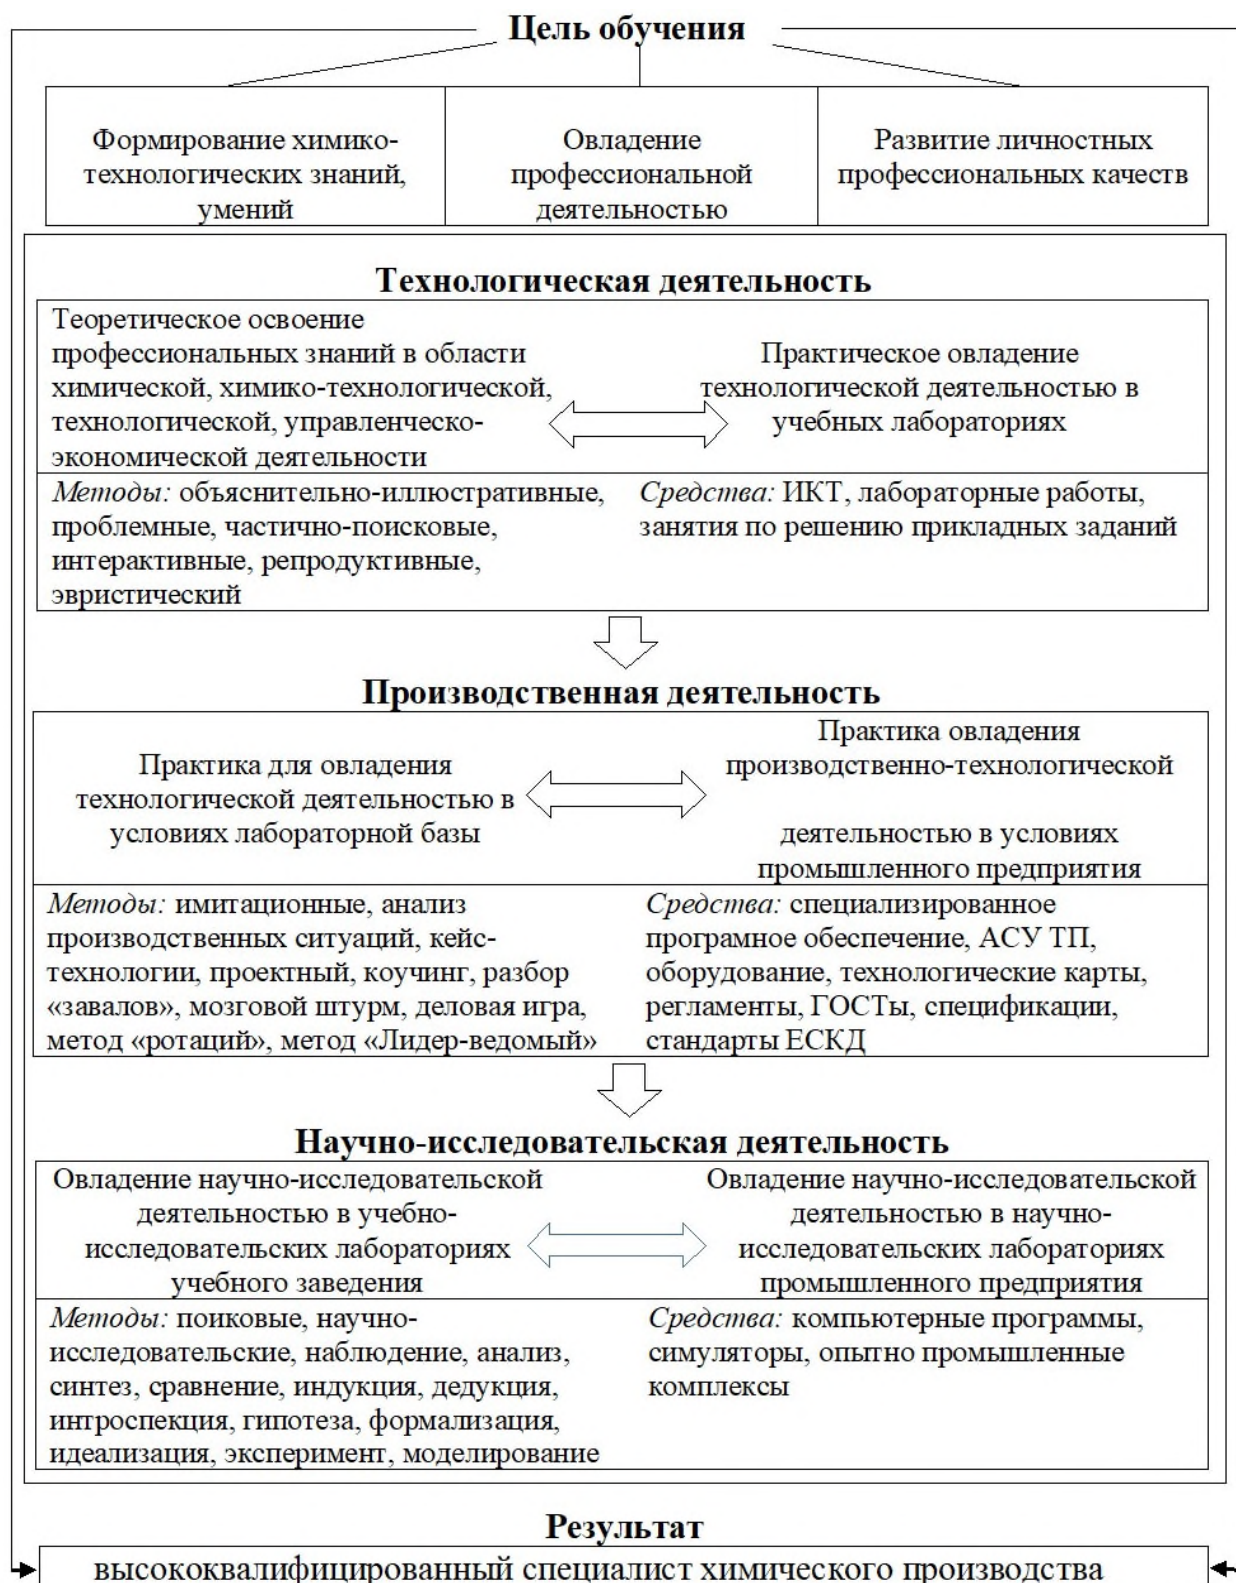 Цель обучения
Формирование химико-
технологических знаний,
умений
Овладение
профессиональной
деятельностью
Развитие личностных
профессиональных качеств
Технологическая деятельность
Теоретическое освоение
профессиональных знаний в области
химической, химико-технологической,
технологической, управленческо-
экономической деятельности
Практическое овладение
технологической деятельностью в
учебных лабораториях
Методы: объяснительно-иллюстративные,
проблемные, частично-поисковые,
интерактивные, репродуктивные,
эвристический
Средства: ИКТ, лабораторные работы,
занятия по решению прикладных заданий
Производственная деятельность
Практика для овладения
технологической деятельностью в
условиях лабораторной базы
Практика овладения
производственно-технологической
деятельностью в условиях
промышленного предприятия
Методы: имитационные, анализ
производственных ситуаций, кейс-
технологии, проектный, коучинг, разбор
«завалов», мозговой штурм, деловая игра,
метод «ротаций», метод «Лидер-ведомый»
Средства: специализированное
програмное обеспечение, АСУ ТП,
оборудование, технологические карты,
регламенты, ГОСТы, спецификации,
стандарты ЕСКД
Научно-исследовательская деятельность
Овладение научно-исследовательской
деятельностью в учебно-
исследовательских лабораториях
учебного заведения
Овладение научно-исследовательской
деятельностью в научно-
исследовательских лабораториях
промышленного предприятия
Методы: поиковые, научно-
исследовательские, наблюдение, анализ,
синтез, сравнение, индукция, дедукция,
интроспекция, гипотеза, формализация,
идеализация, эксперимент, моделирование
Средства: компьютерные программы,
симуляторы, опытно промышленные
комплексы
Результат
высококвалифицированный специалист химического производства